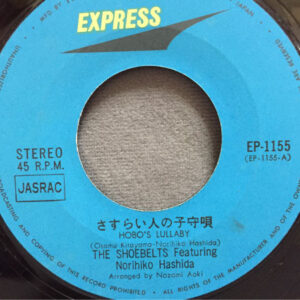 EXPRESS
STEREO
45 R.P.M.
JASRAC
EP-1155
(EP-1155-A)
さすらい人の子守唄
HOBO'S LULLABY
(Osamu Kitayama-Norihiko Hashida)
THE SHOEBELTS Featuring
Norihiko Hashida
Arranged by Nozomi Aoki